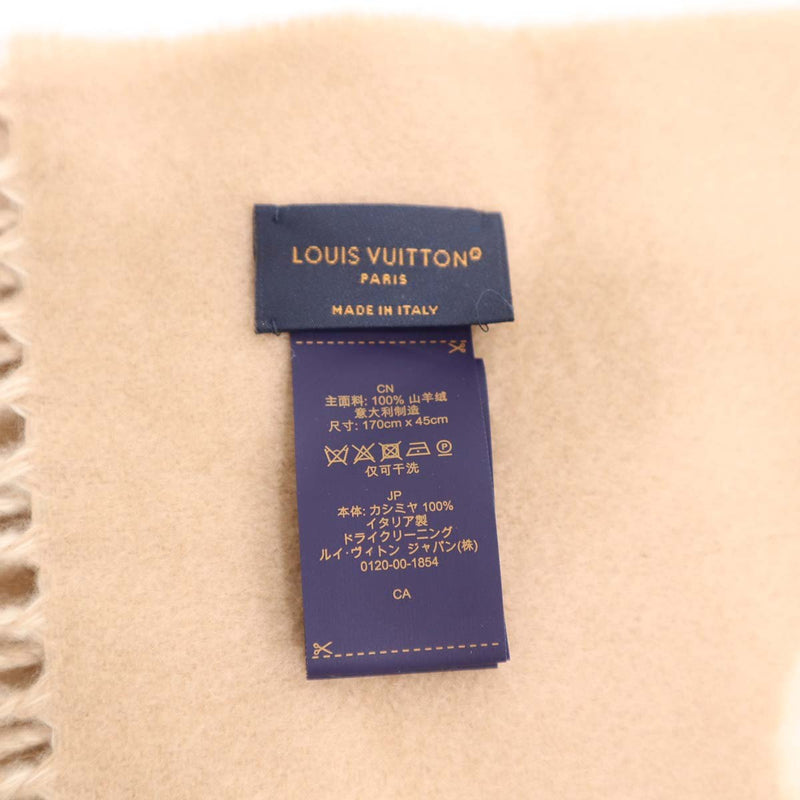 LOUIS VUITTON®
PARIS
MADE IN ITALY
CN
主面料: 100% 山羊绒
意大利制造
尺寸: 170cm x 45cm
P
仅可干洗
JP
本体: カシミヤ 100%
イタリア製
ドライクリーニング
ルイ·ヴィトン ジャパン(株)
0120-00-1854
CA